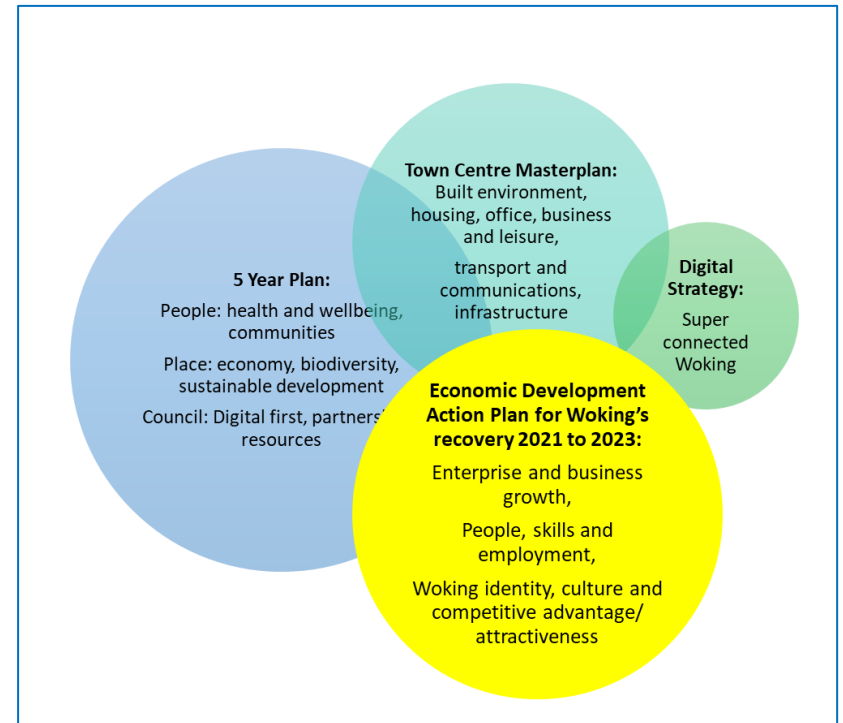 Town Centre Masterplan:
Built environment,
housing, office, business
and leisure,
transport and
communications,
infrastructure
5 Year Plan:
People: health and wellbeing,
communities
Place: economy, biodiversity,
sustainable development
Council: Digital first,
resources
Digital
Strategy:
Super
connected
Woking
Economic Development
Action Plan for Woking’s
recovery 2021 to 2023:
Enterprise and business
growth,
People, skills and
employment,
Woking identity, culture and
competitive advantage/
attractiveness